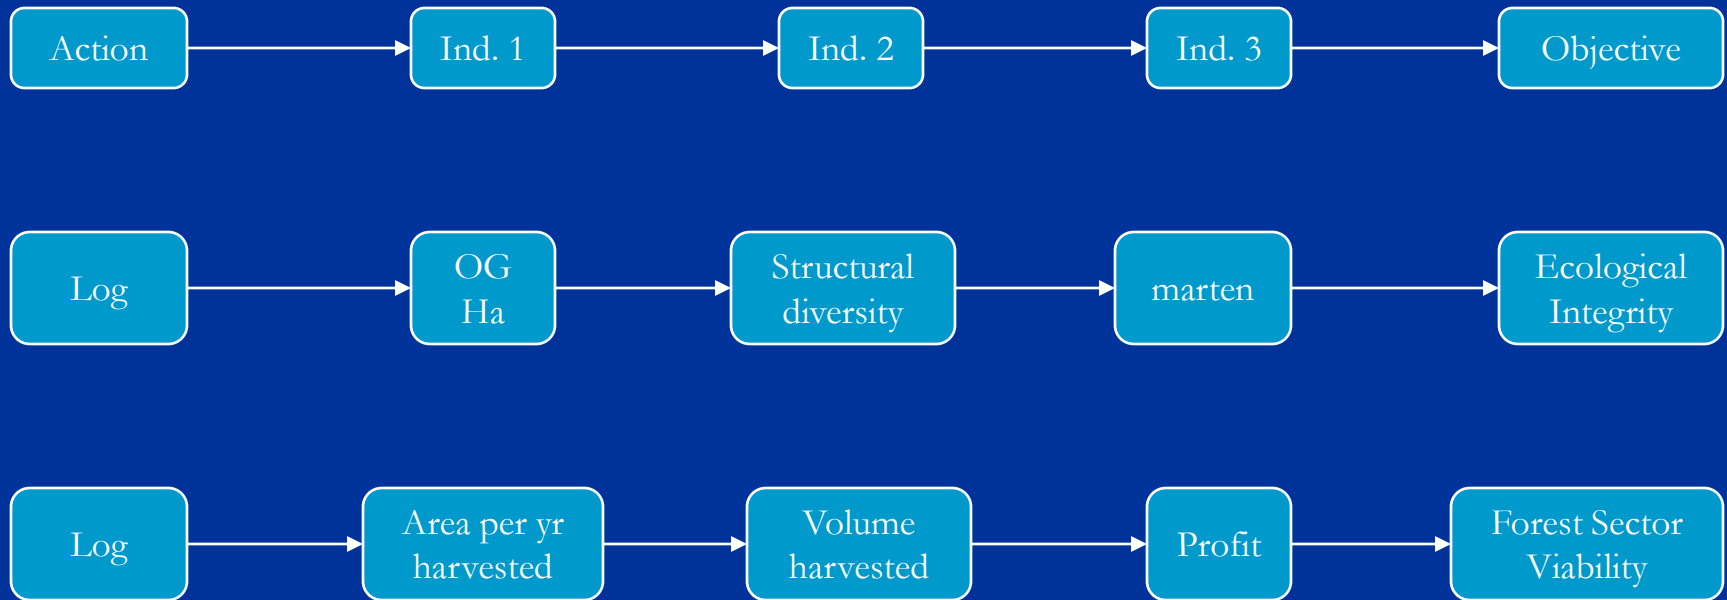 Action
Ind. 1
Ind. 2
Ind. 3
Objective
Log
OG
Ha
Structural
diversity
marten
Ecological
Integrity
Log
Area per yr
harvested
Volume
harvested
Profit
Forest Sector
Viability